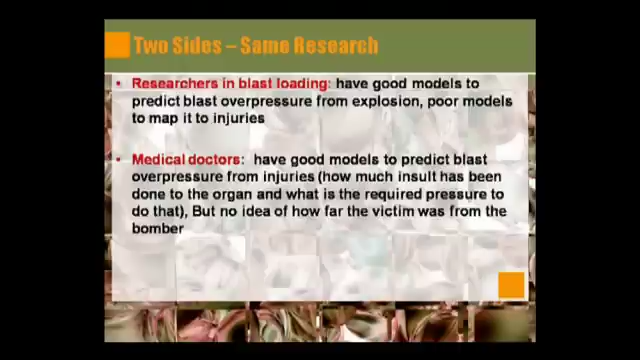 Two Sides – Same Research
• Researchers in blast loading: have good models to
predict blast overpressure from explosion, poor models
to map it to injuries
• Medical doctors: have good models to predict blast
overpressure from injuries (how much insult has been
done to the organ and what is the required pressure to
do that), But no idea of how far the victim was from the
bomber